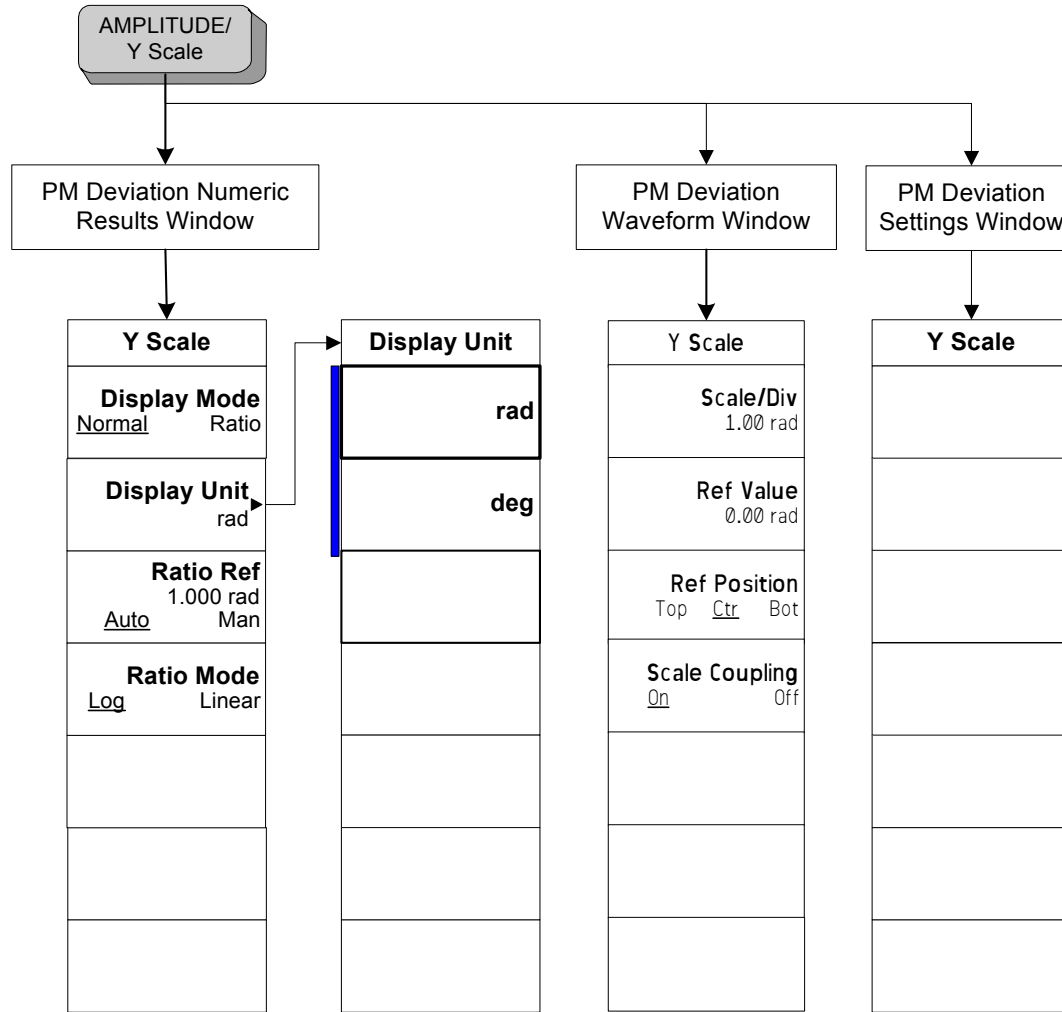 AMPLITUDE/
Y Scale
PM Deviation Numeric
Results Window
PM Deviation
Waveform Window
PM Deviation
Settings Window
Y Scale
Display Mode
Normal Ratio
Display Unit
rad
Ratio Ref
1.000 rad
Auto Man
Ratio Mode
Log Linear
Display Unit
rad
deg
Y Scale
Scale/Div
1.00 rad
Ref Value
0.00 rad
Ref Position
Top Ctr Bot
Scale Coupling
On Off
Y Scale